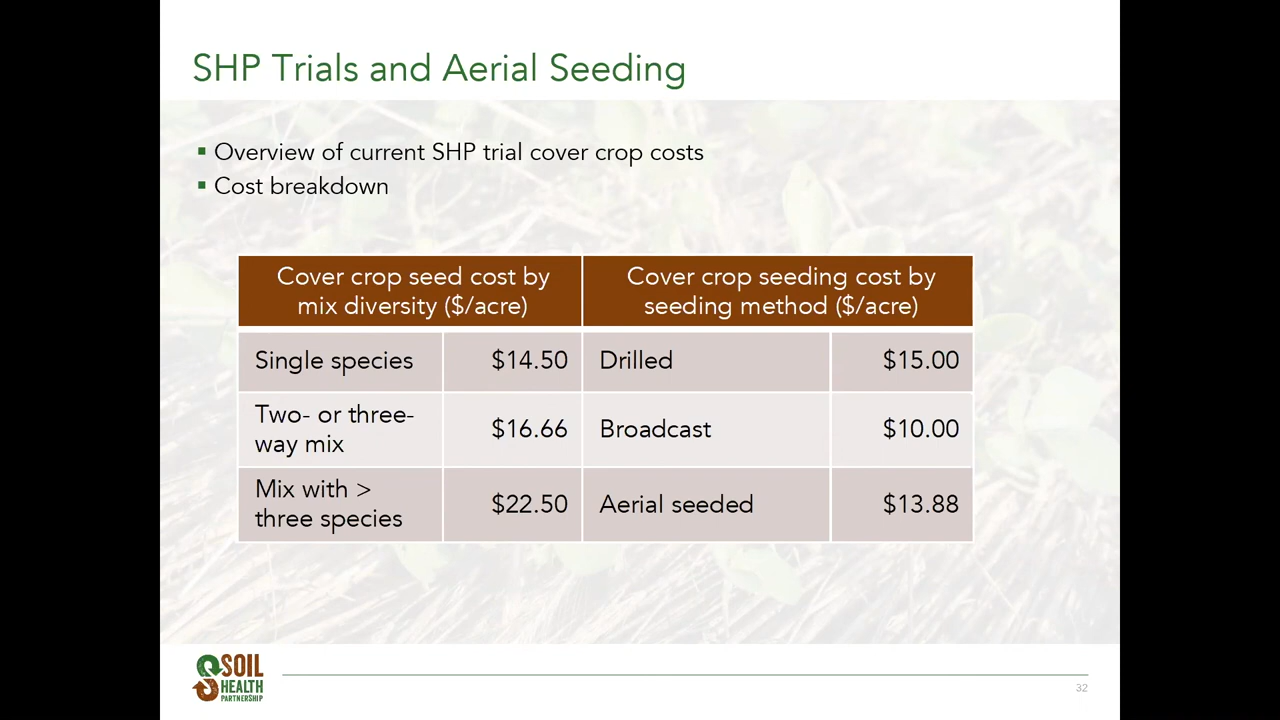 SHP Trials and Aerial Seeding
▪ Overview of current SHP trial cover crop costs
▪ Cost breakdown
Cover crop seed cost by
mix diversity ($/acre)
Cover crop seeding cost by
seeding method ($/acre)
Single species $14.50 Drilled $15.00
Two- or three-
way mix
$16.66 Broadcast $10.00
Mix with >
three species
$22.50 Aerial seeded $13.88
SOIL
HEALTH
PARTNERSHIP
32